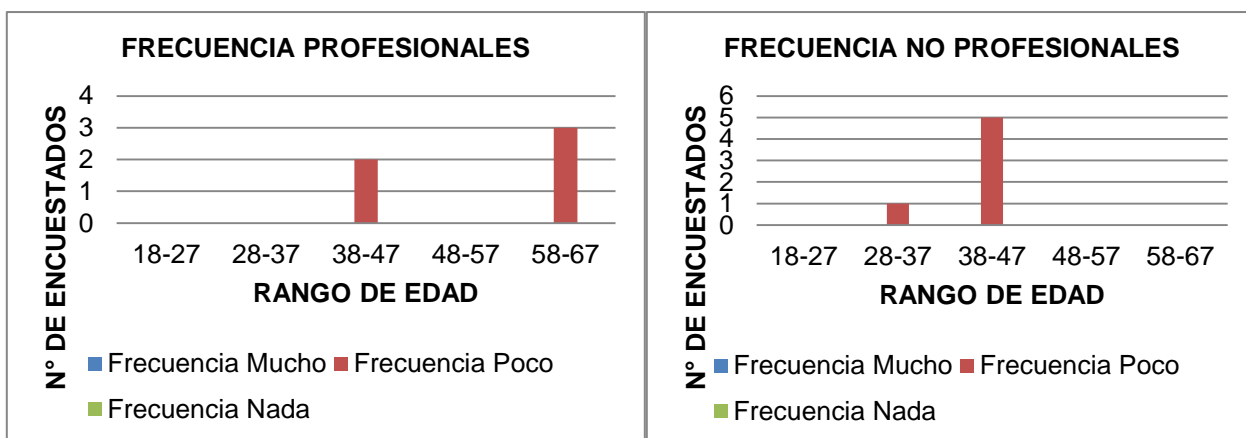 FRECUENCIA PROFESIONALES
N° DE ENCUESTADOS
4
3
2
1
0
18-27 28-37 38-47 48-57 58-67
RANGO DE EDAD
Frecuencia Mucho Frecuencia Poco
Frecuencia Nada
FRECUENCIA NO PROFESIONALES
N° DE ENCUESTADOS
6
5
4
3
2
1
0
18-27 28-37 38-47 48-57 58-67
RANGO DE EDAD
Frecuencia Mucho Frecuencia Poco
Frecuencia Nada